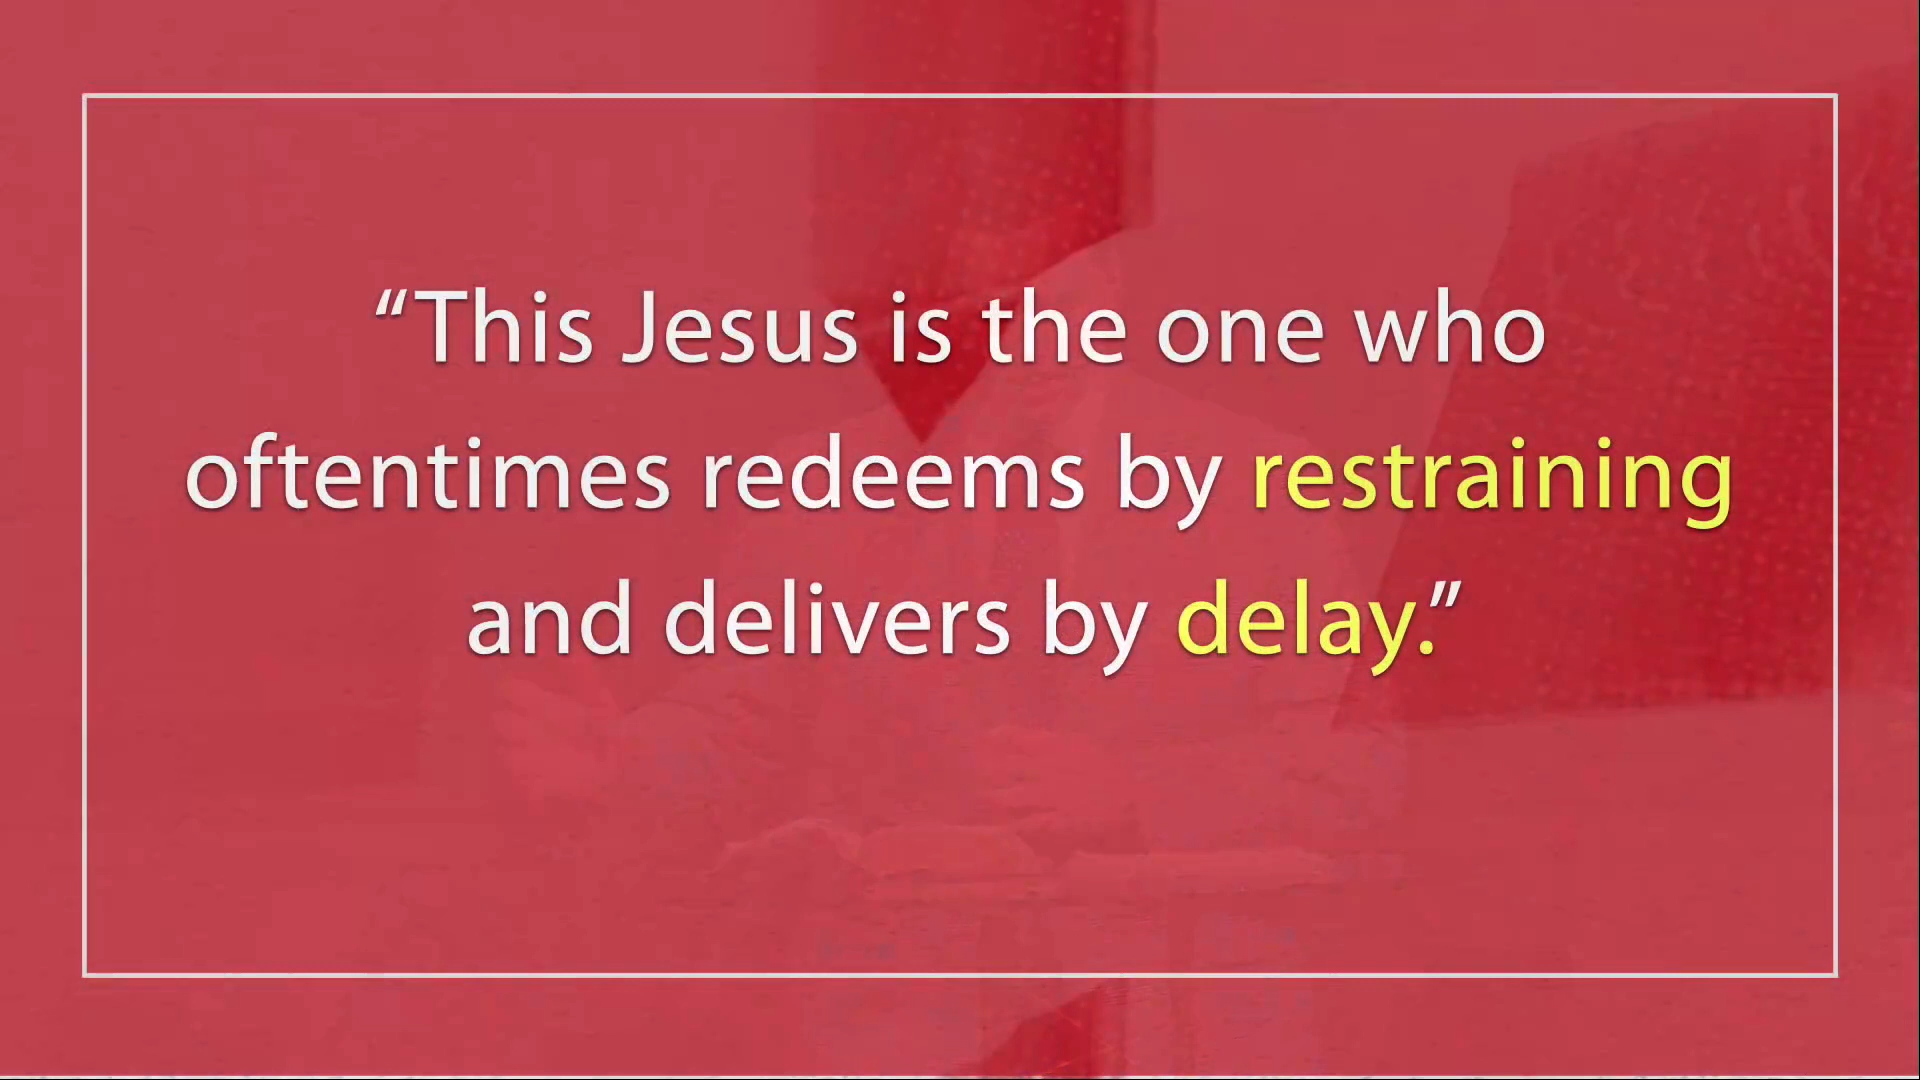 “This Jesus is the one who
oftentimes redeems by restraining
and delivers by delay.”